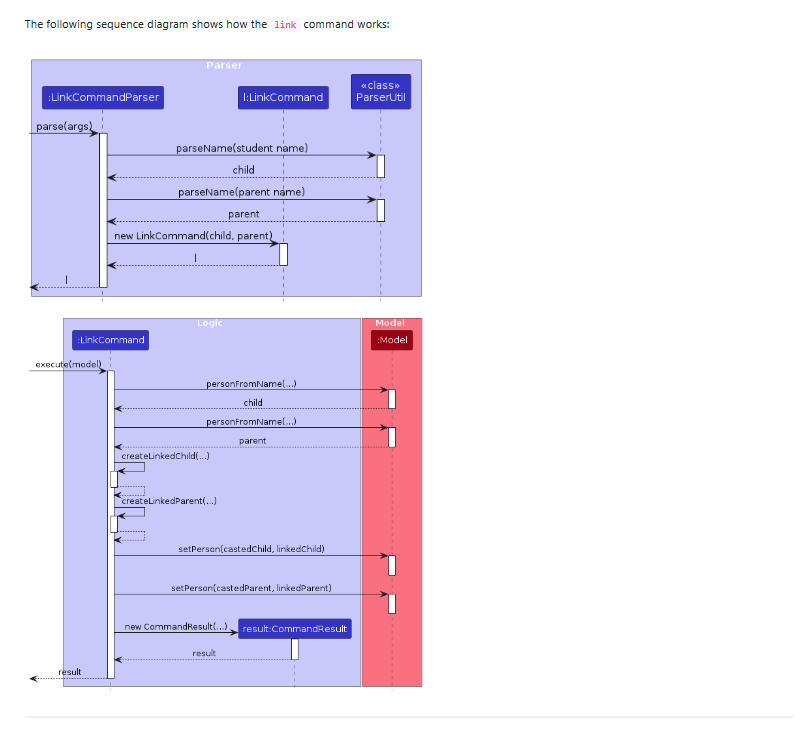 The following sequence diagram shows how the link command works:
Parser
:LinkCommandParser
l:LinkCommand
«class»
ParserUtil
parse(args)
parseName(student name)
child
parseName(parent name)
parent
new LinkCommand(child, parent)
l
l
Logic
Model
:LinkCommand
:Model
execute(model)
personFromName(...)
child
personFromName(...)
parent
createLinkedChild(...)
createLinkedParent(...)
setPerson(castedChild, linkedChild)
setPerson(castedParent, linkedParent)
new CommandResult(...)
result:CommandResult
result
result